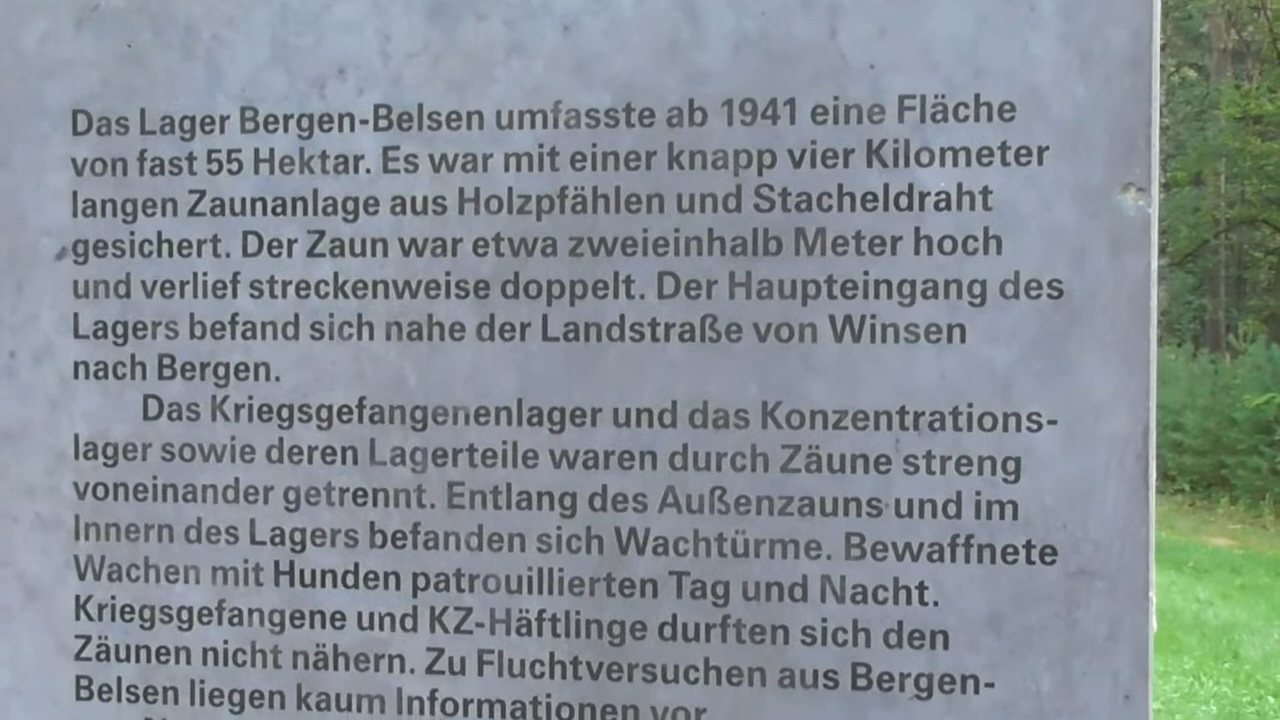 Das Lager Bergen-Belsen umfasste ab 1941 eine Fläche
von fast 55 Hektar. Es war mit einer knapp vier Kilometer
langen Zaunanlage aus Holzpfählen und Stacheldraht
gesichert. Der Zaun war etwa zweieinhalb Meter hoch
und verlief streckenweise doppelt. Der Haupteingang des
Lagers befand sich nahe der Landstraße von Winsen
nach Bergen.
Das Kriegsgefangenenlager und das Konzentrations-
lager sowie deren Lagerteile waren durch Zäune streng
voneinander getrennt. Entlang des Außenzauns und im
Innern des Lagers befanden sich Wachtürme. Bewaffnete
Wachen mit Hunden patrouillierten Tag und Nacht.
Kriegsgefangene und KZ-Häftlinge durften sich den
Zäunen nicht nähern. Zu Fluchtversuchen aus Bergen-
Belsen liegen kaum Informationen vor.